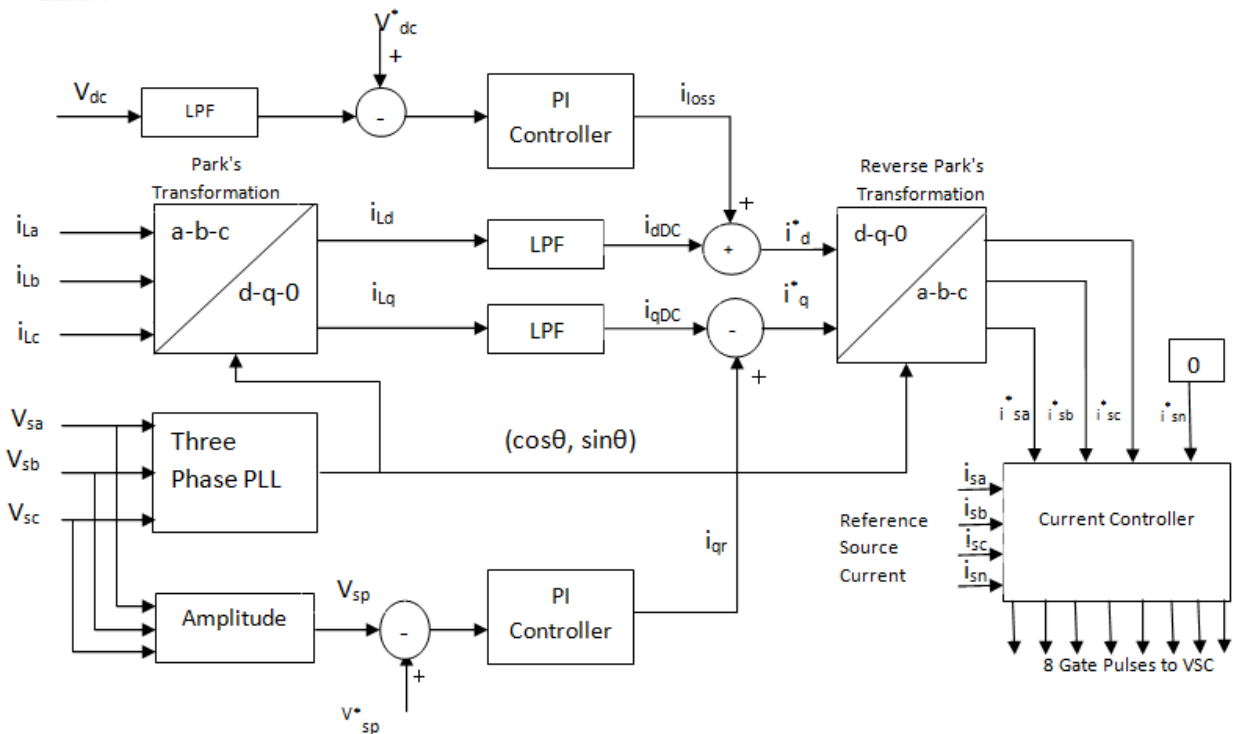 V*dc
+
Vdc
LPF
-
PI
Controller
iloss
Park's
Transformation
Reverse Park's
Transformation
+
iLa
iLb
iLc
a-b-c
d-q-0
iLd
LPF
idDC
+
i*d
iLq
LPF
iqDC
-
i*q
+
d-q-0
a-b-c
0
i*sa
i*sb
i*sc
i*sn
Vsa
Vsb
Vsc
Three
Phase PLL
(cosθ, sinθ)
iqr
Reference
Source
Current
isa
isb
isc
isn
Current Controller
Amplitude
Vsp
-
+
V*sp
PI
Controller
8 Gate Pulses to VSC